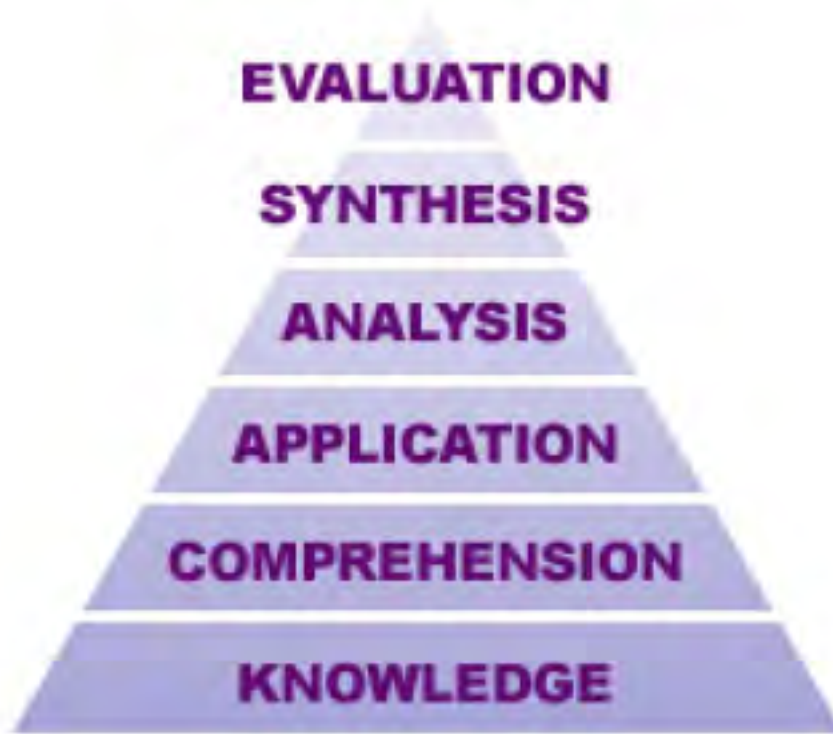 EVALUATION
SYNTHESIS
ANALYSIS
APPLICATION
COMPREHENSION
KNOWLEDGE